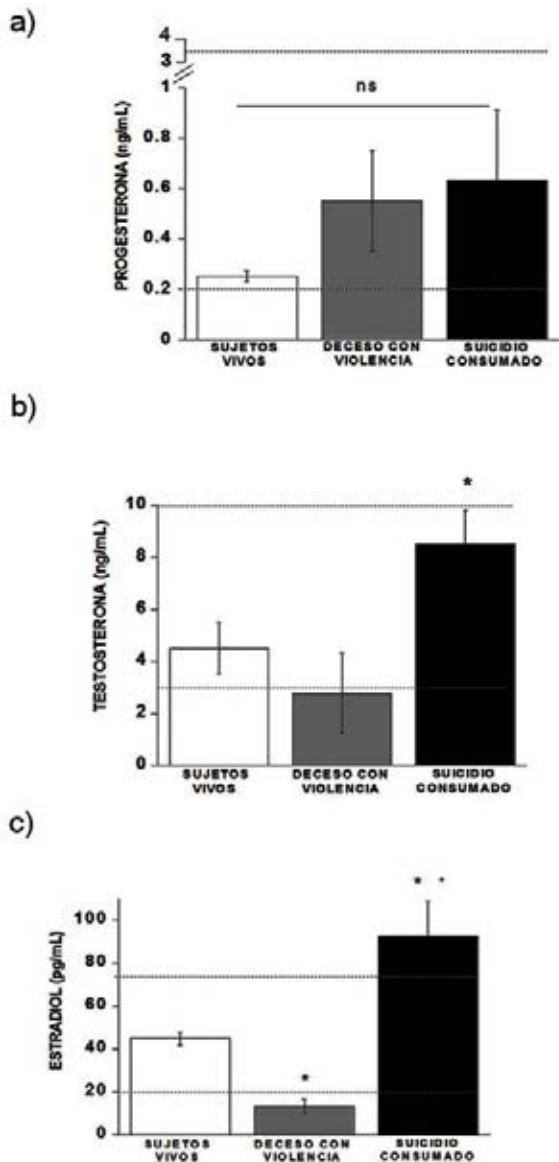 a)
PROGESTERONA (ng/mL)
4
3
1
0.8
0.6
0.4
0.2
0
ns
SUJETOS VIVOS
DECESO CON VIOLENCIA
SUICIDIO CONSUMADO
b)
TESTOSTERONA (ng/mL)
10
8
6
4
2
0
*
SUJETOS VIVOS
DECESO CON VIOLENCIA
SUICIDIO CONSUMADO
c)
ESTRADIOL (pg/mL)
100
80
60
40
20
0
*
* +
SUJETOS VIVOS
DECESO CON VIOLENCIA
SUICIDIO CONSUMADO